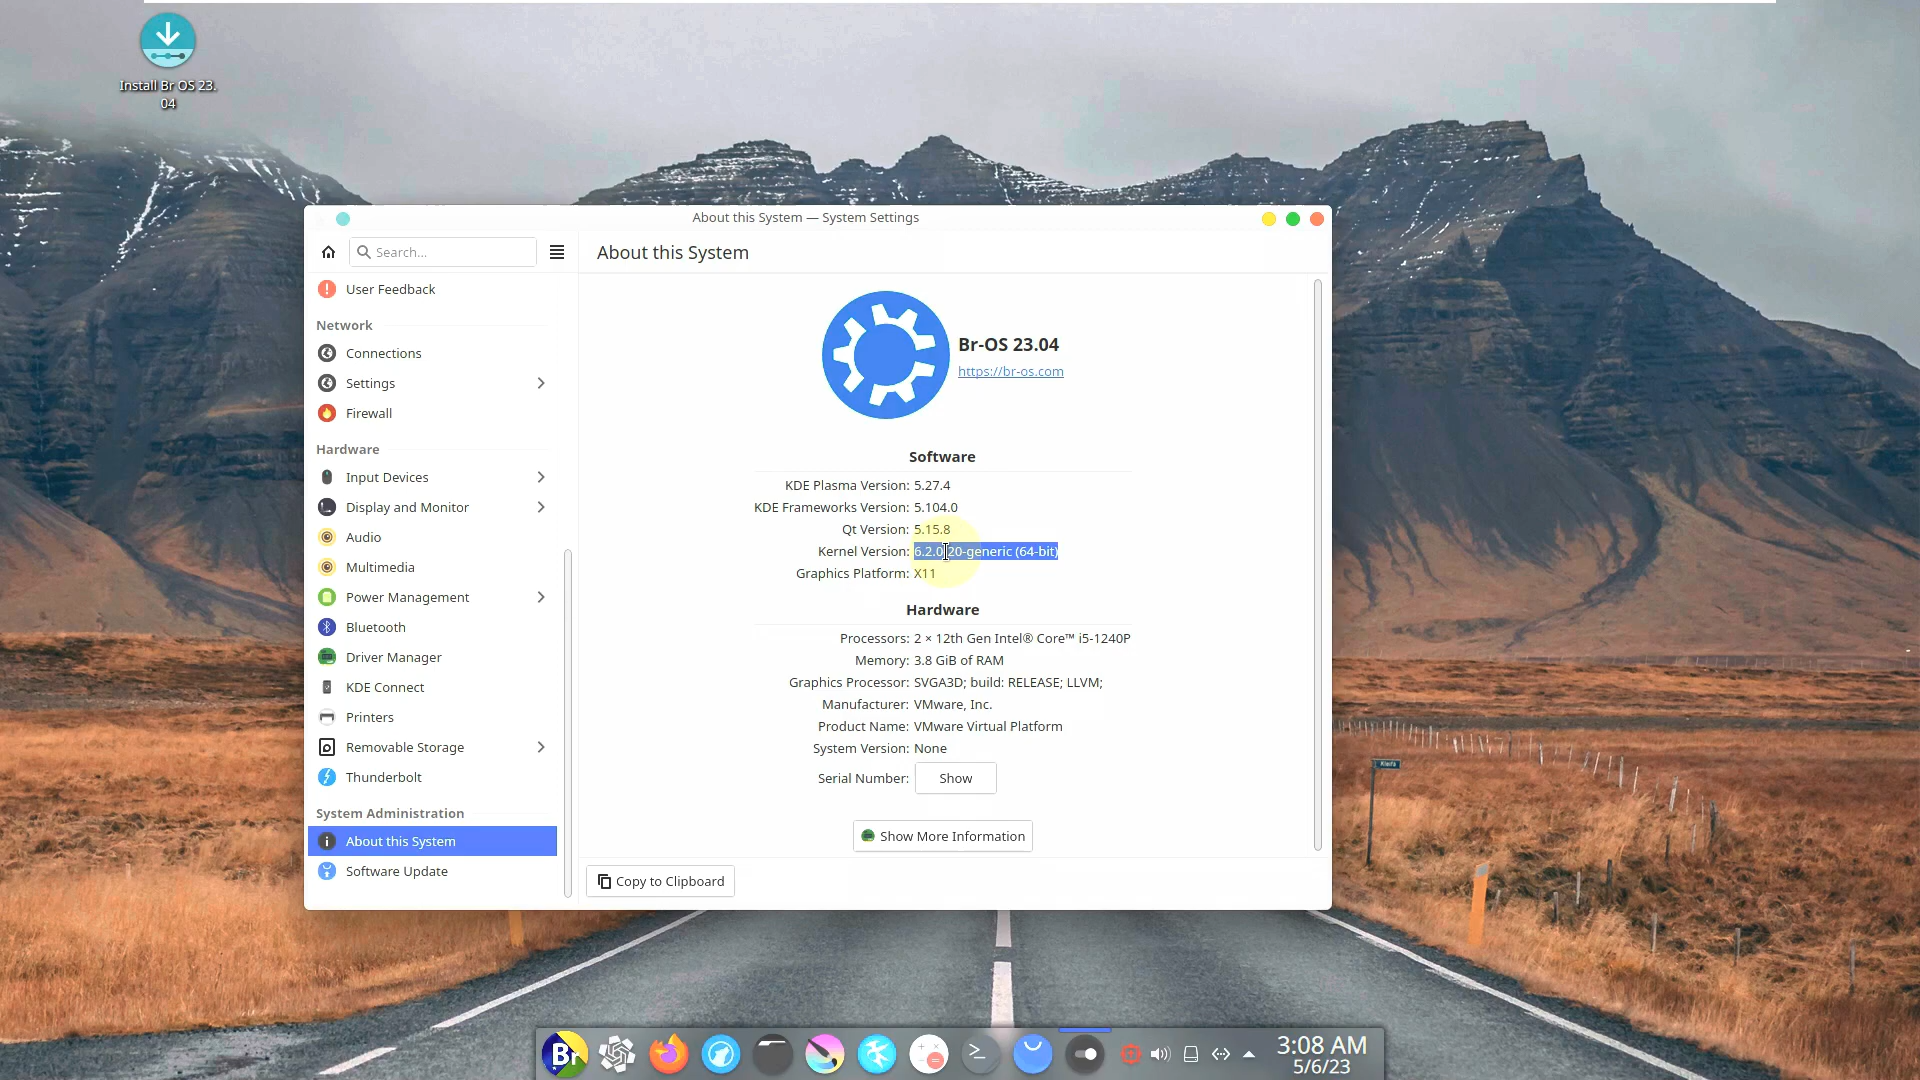 Install Br OS 23.
04
About this System — System Settings
Search...
About this System
User Feedback
Network
Connections
Settings
Firewall
Hardware
Input Devices
Display and Monitor
Audio
Multimedia
Power Management
Bluetooth
Driver Manager
KDE Connect
Printers
Removable Storage
Thunderbolt
System Administration
About this System
Software Update
Br-OS 23.04
https://br-os.com
Software
KDE Plasma Version: 5.27.4
KDE Frameworks Version: 5.104.0
Qt Version: 5.15.8
Kernel Version: 6.2.0-20-generic (64-bit)
Graphics Platform: X11
Hardware
Processors: 2 × 12th Gen Intel® Core™ i5-1240P
Memory: 3.8 GiB of RAM
Graphics Processor: SVGA3D; build: RELEASE; LLVM;
Manufacturer: VMware, Inc.
Product Name: VMware Virtual Platform
System Version: None
Serial Number: Show
Show More Information
Copy to Clipboard
Br
3:08 AM
5/6/23